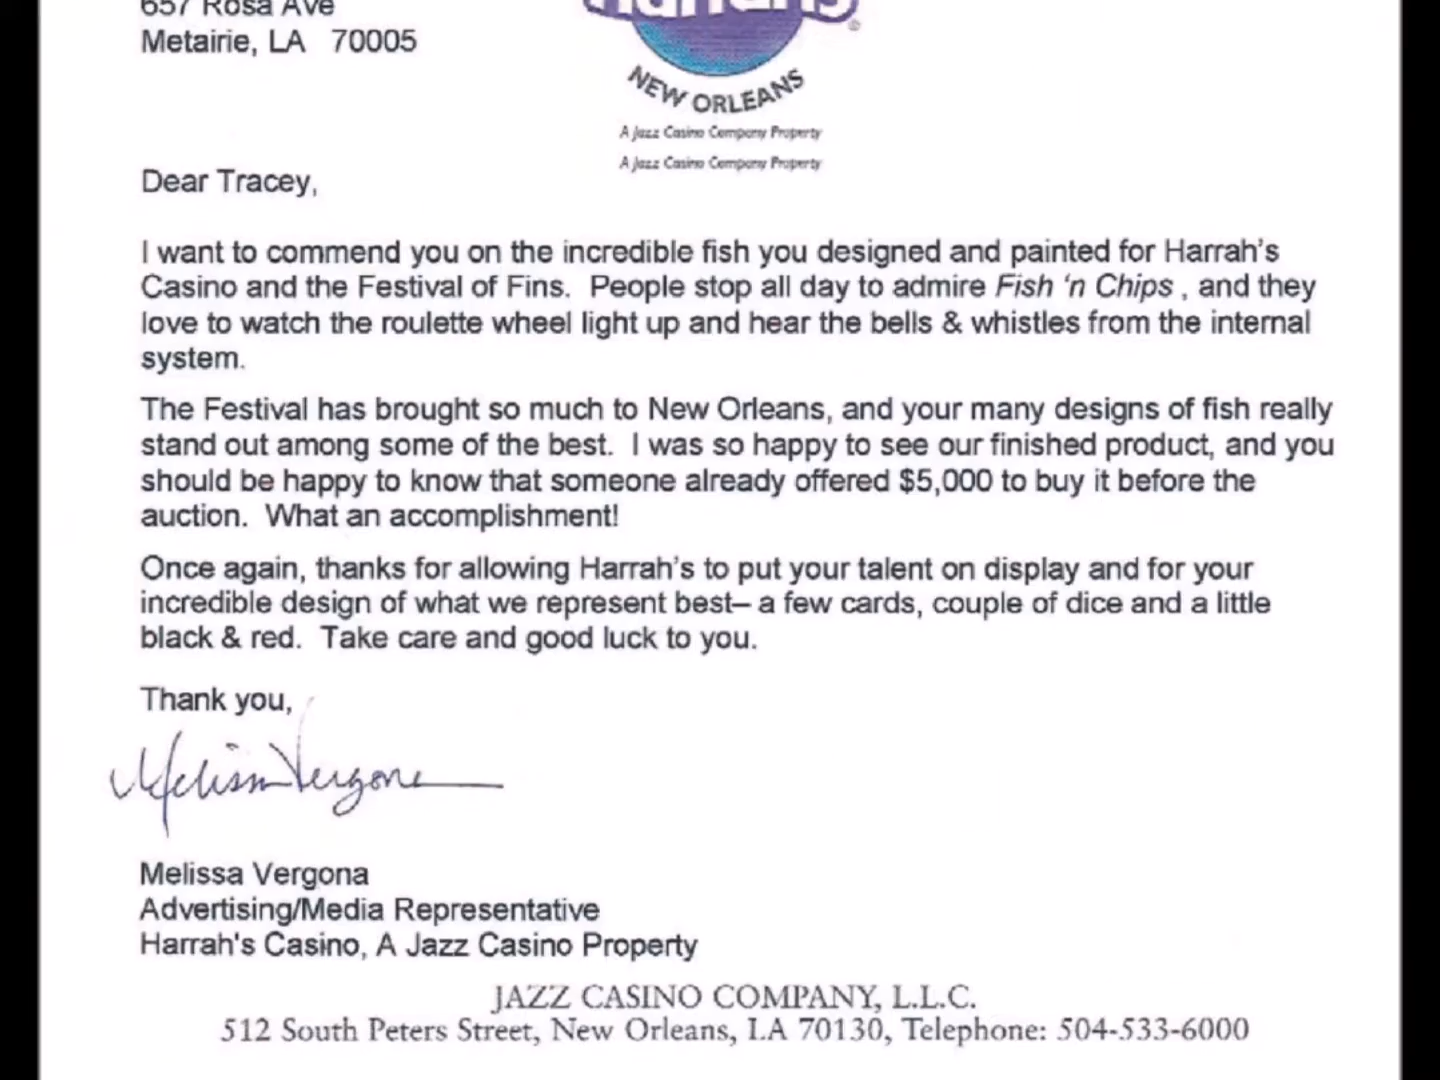 657 Rosa Ave
Metairie, LA 70005
Harrah's
NEW ORLEANS
A Jazz Casino Company Property
A Jazz Casino Company Property
Dear Tracey,
I want to commend you on the incredible fish you designed and painted for Harrah's
Casino and the Festival of Fins. People stop all day to admire Fish 'n Chips , and they
love to watch the roulette wheel light up and hear the bells & whistles from the internal
system.
The Festival has brought so much to New Orleans, and your many designs of fish really
stand out among some of the best. I was so happy to see our finished product, and you
should be happy to know that someone already offered $5,000 to buy it before the
auction. What an accomplishment!
Once again, thanks for allowing Harrah's to put your talent on display and for your
incredible design of what we represent best– a few cards, couple of dice and a little
black & red. Take care and good luck to you.
Thank you,
Melissa Vergona
Melissa Vergona
Advertising/Media Representative
Harrah's Casino, A Jazz Casino Property
JAZZ CASINO COMPANY, L.L.C.
512 South Peters Street, New Orleans, LA 70130, Telephone: 504-533-6000